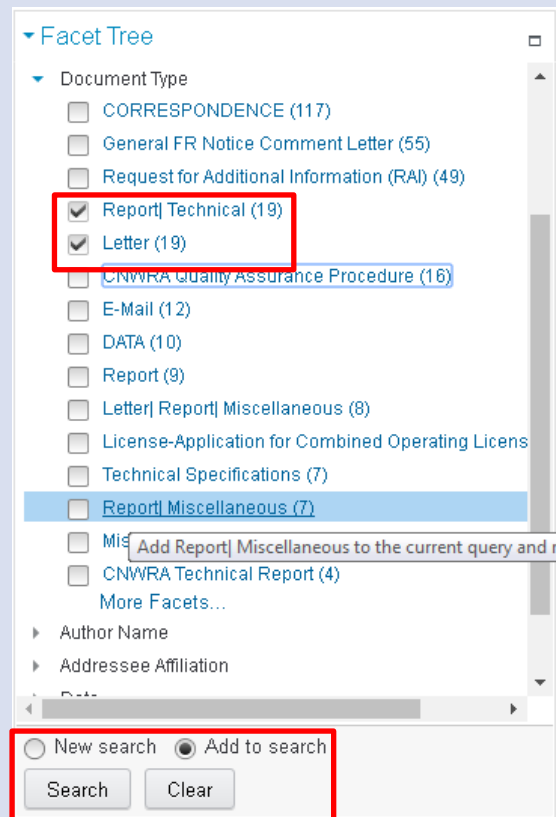 Facet Tree
Document Type
CORRESPONDENCE (117)
General FR Notice Comment Letter (55)
Request for Additional Information (RAI) (49)
Report| Technical (19)
Letter (19)
CNWRA Quality Assurance Procedure (16)
E-Mail (12)
DATA (10)
Report (9)
Letter| Report| Miscellaneous (8)
License-Application for Combined Operating Licens
Technical Specifications (7)
Report| Miscellaneous (7)
Mis Add Report| Miscellaneous to the current query and
CNWRA Technical Report (4)
More Facets...
Author Name
Addressee Affiliation
New search Add to search
Search Clear